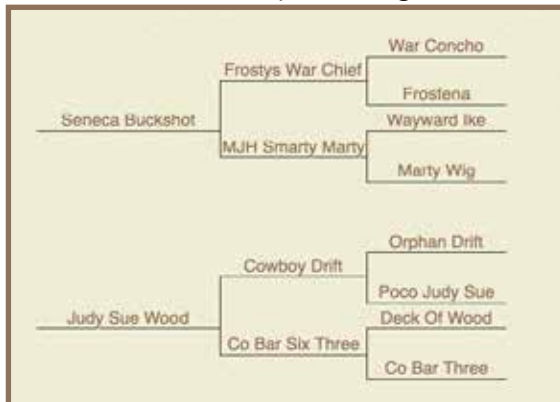 War Concho
Frostys War Chief
Frostena
Seneca Buckshot
Wayward Ike
MJH Smarty Marty
Marty Wig
Orphan Drift
Cowboy Drift
Poco Judy Sue
Judy Sue Wood
Deck Of Wood
Co Bar Six Three
Co Bar Three